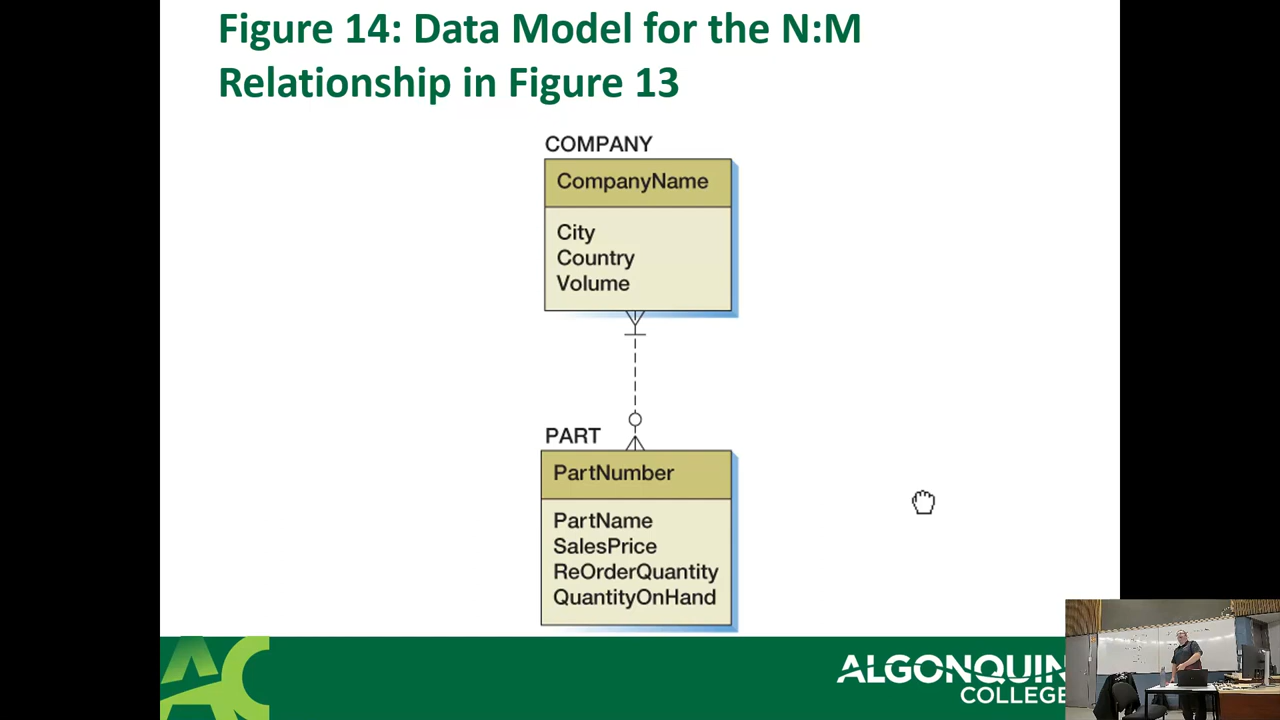 Figure 14: Data Model for the N:M
Relationship in Figure 13
COMPANY
CompanyName
City
Country
Volume
PART
PartNumber
PartName
SalesPrice
ReOrderQuantity
QuantityOnHand
AC
ALGONQUIN
COLLEGE